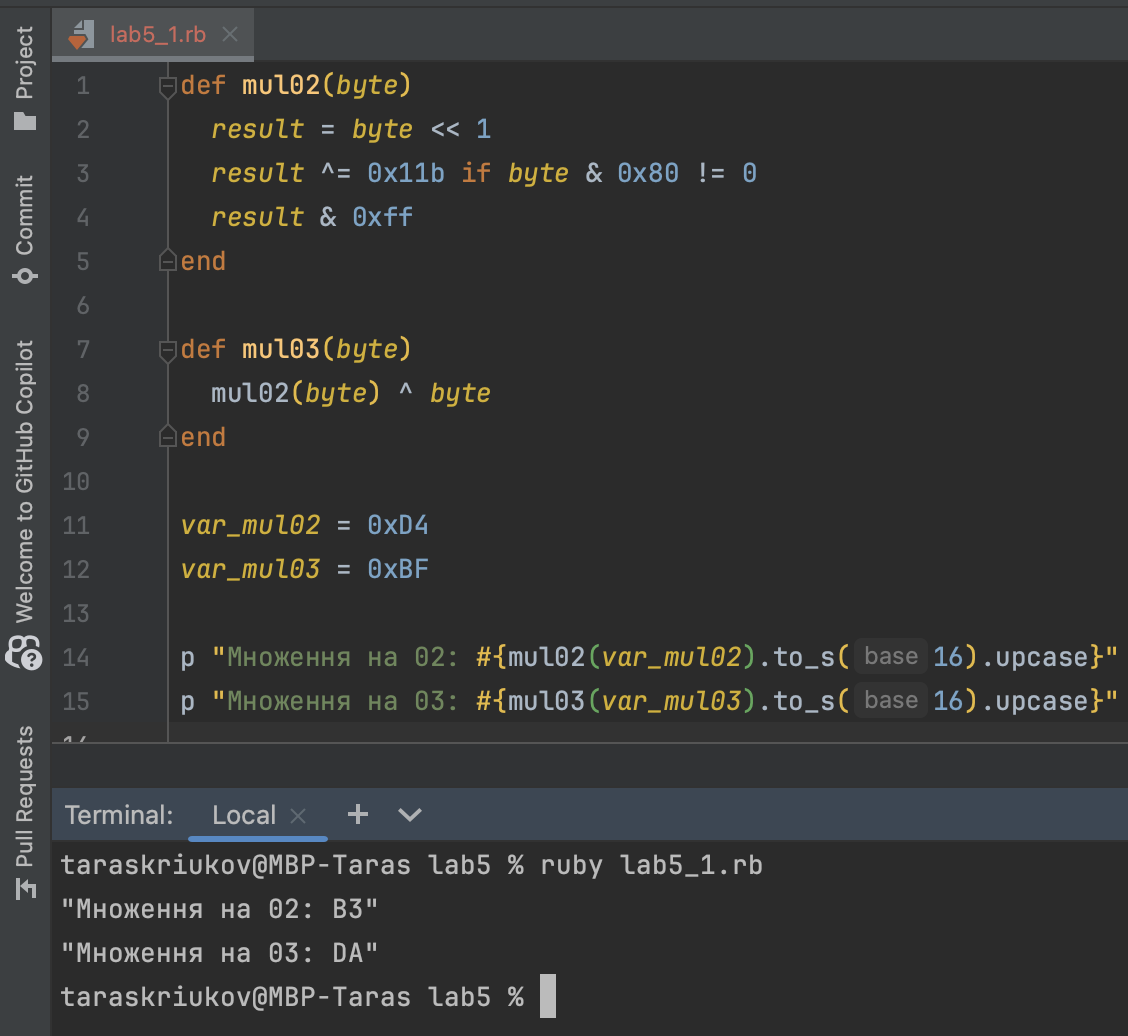 Project
Commit
Welcome to GitHub Copilot
Pull Requests
lab5_1.rb
1 def mul02(byte)
2 result = byte << 1
3 result ^= 0x11b if byte & 0x80 != 0
4 result & 0xff
5 end
6
7 def mul03(byte)
8 mul02(byte) ^ byte
9 end
10
11 var_mul02 = 0xD4
12 var_mul03 = 0xBF
13
14 p "Множення на 02: #{mul02(var_mul02).to_s( base 16).upcase}"
15 p "Множення на 03: #{mul03(var_mul03).to_s( base 16).upcase}"
Terminal: Local
taraskriukov@MBP-Taras lab5 % ruby lab5_1.rb
"Множення на 02: B3"
"Множення на 03: DA"
taraskriukov@MBP-Taras lab5 %